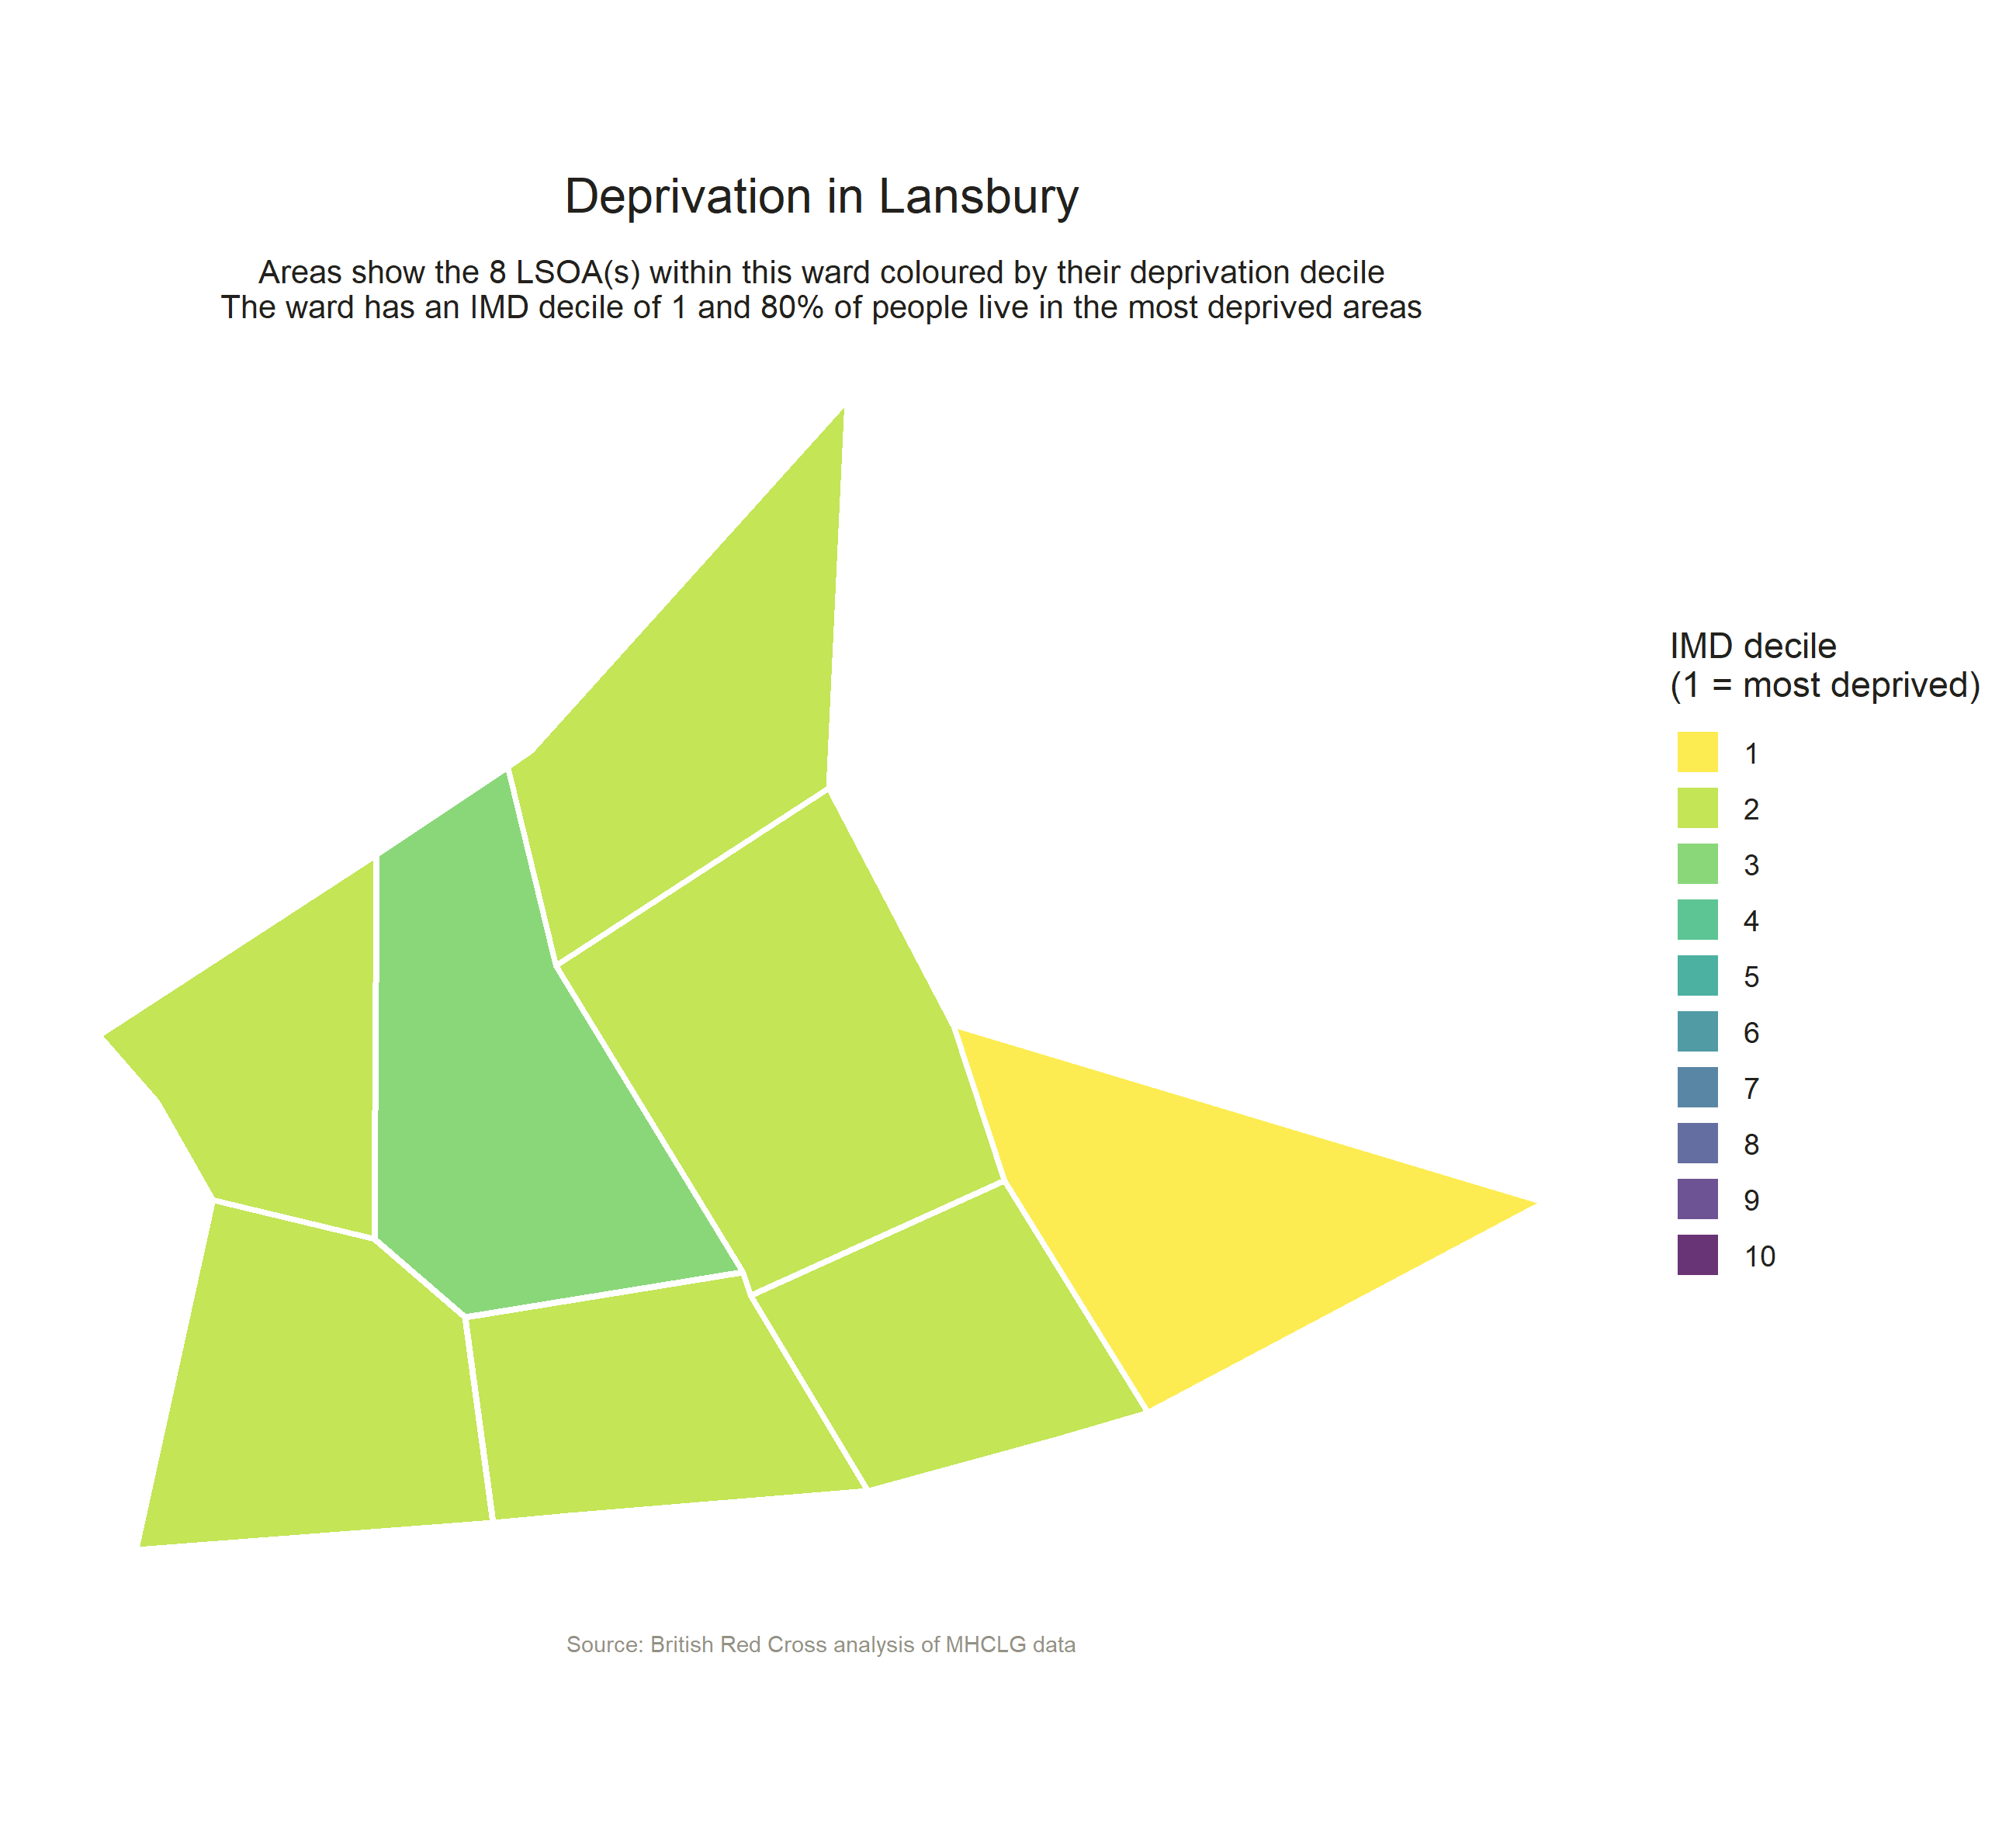 Deprivation in Lansbury
Areas show the 8 LSOA(s) within this ward coloured by their deprivation decile
The ward has an IMD decile of 1 and 80% of people live in the most deprived areas
IMD decile
(1 = most deprived)
1
2
3
4
5
6
7
8
9
10
Source: British Red Cross analysis of MHCLG data